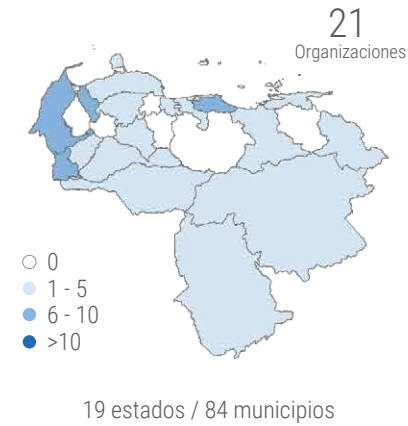 21
Organizaciones
0
1 - 5
6 - 10
>10
19 estados / 84 municipios